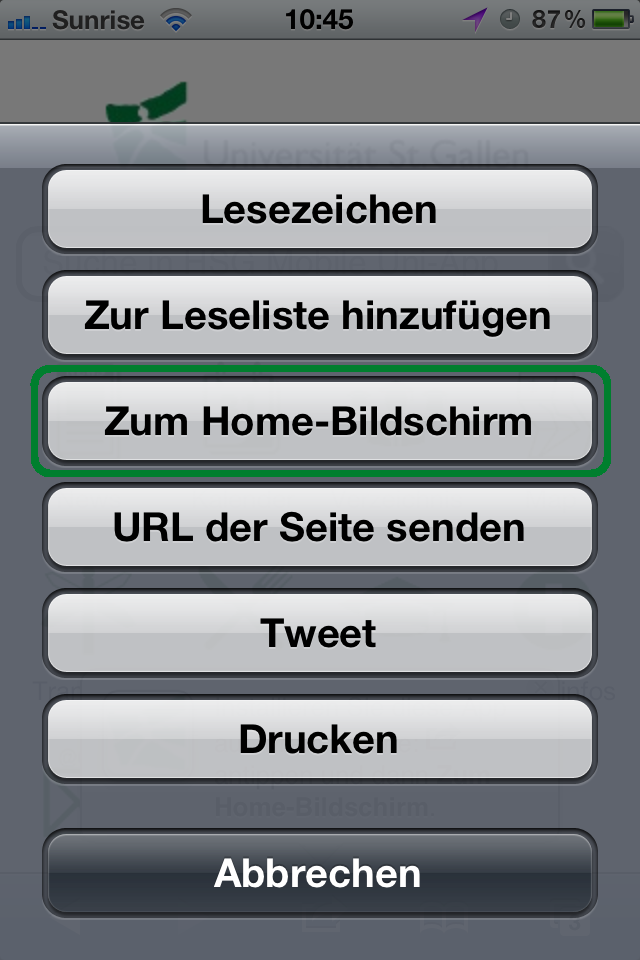 Sunrise 10:45 87%
Universität St.Gallen
Lesezeichen
Zur Leseliste hinzufügen
Zum Home-Bildschirm
URL der Seite senden
Tweet
Infos
Drucken
Home-Bildschirm.
Abbrechen